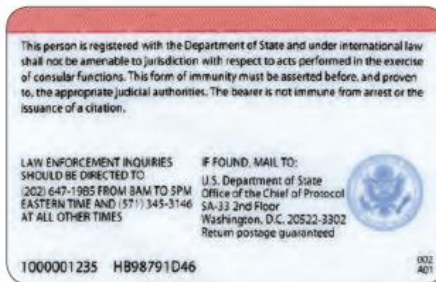 This person is registered with the Department of State and under international law
shall not be amenable to jurisdiction with respect to acts performed in the exercise
of consular functions. This form of immunity must be asserted before, and proven
to, the appropriate judicial authorities. The bearer is not immune from arrest or the
issuance of a citation.
LAW ENFORCEMENT INQUIRIES
SHOULD BE DIRECTED TO
(202) 647-1985 FROM 8AM TO 5PM
EASTERN TIME AND (571) 345-3146
AT ALL OTHER TIMES
IF FOUND, MAIL TO:
U.S. Department of State
Office of the Chief of Protocol
SA-33 2nd Floor
Washington, D.C. 20522-3302
Return postage guaranteed
1000001235 HB98791D46
002
A01